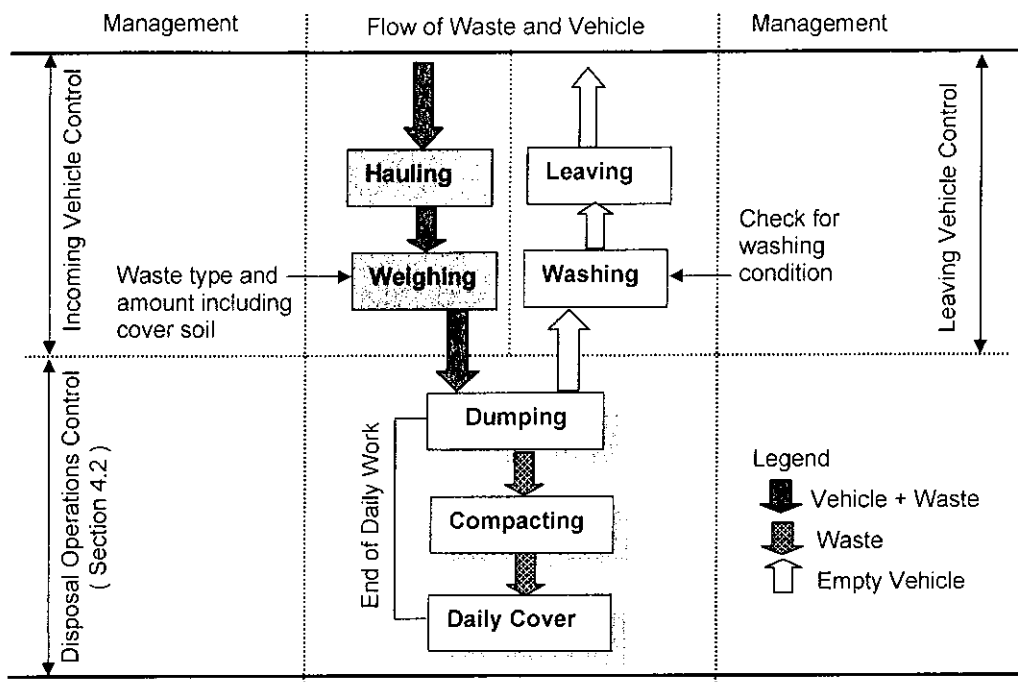 Management
Flow of Waste and Vehicle
Management
Incoming Vehicle Control
Hauling
Leaving
Leaving Vehicle Control
Waste type and
amount including
cover soil
Weighing
Washing
Check for
washing
condition
Disposal Operations Control
( Section 4.2 )
Dumping
End of Daily Work
Compacting
Daily Cover
Legend
Vehicle + Waste
Waste
Empty Vehicle